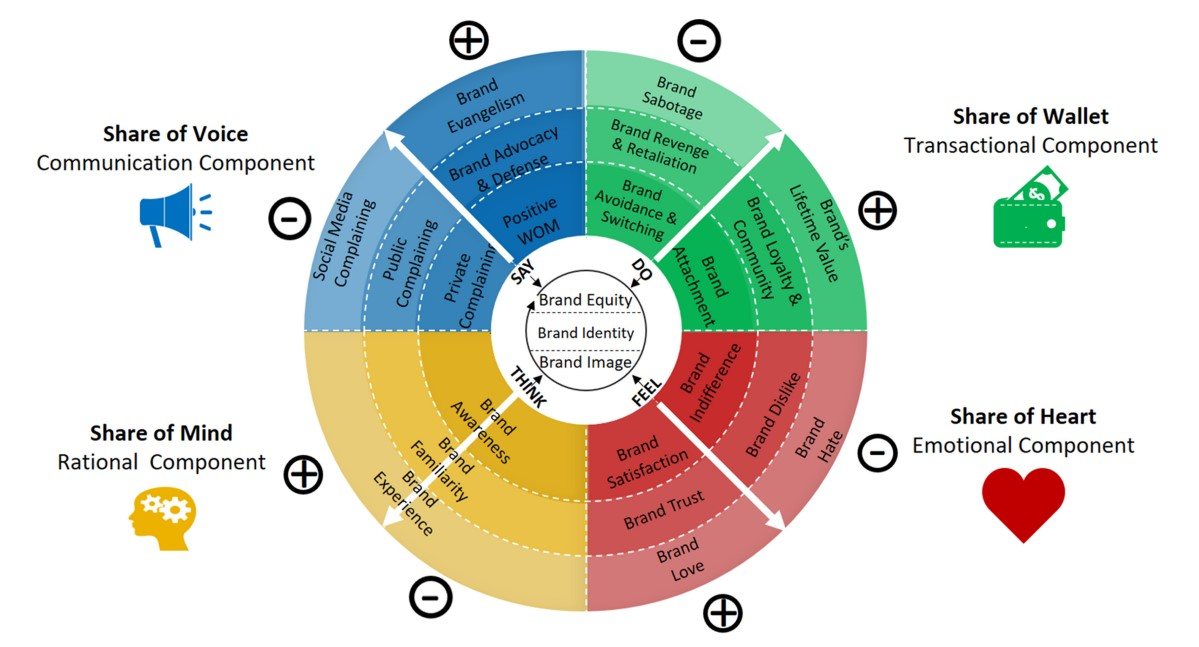 Share of Voice
Communication Component
Share of Wallet
Transactional Component
Share of Mind
Rational Component
Share of Heart
Emotional Component
Brand
Evangelism
Brand Advocacy
& Defense
Positive
WOM
Brand
Sabotage
Brand Revenge
& Retaliation
Brand
Avoidance &
Switching
Brand's
Lifetime Value
Brand Loyalty &
Community
Brand
Attachment
Social Media
Complaining
Public
Complaining
Private
Complaining
SAY
DO
THINK
FEEL
Brand Equity
Brand Identity
Brand Image
Brand
Awareness
Brand
Familiarity
Brand
Experience
Brand
Indifference
Brand Dislike
Brand
Hate
Brand
Satisfaction
Brand Trust
Brand
Love
+
-
-
+
+
-
-
+
$